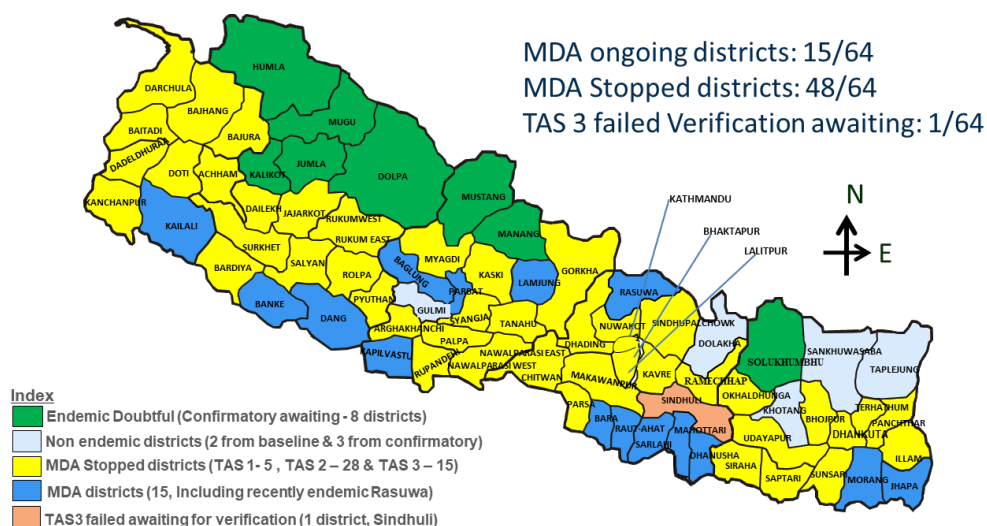 MDA ongoing districts: 15/64
MDA Stopped districts: 48/64
TAS 3 failed Verification awaiting: 1/64
HUMLA
DARCHULA
BAJHANG
MUGU
BAITADI
BAJURA
DADELDHURA
JUMLA
DOTI
ACHHAM
KALIKOT
DOLPA
MUSTANG
KANCHANPUR
DAILEKH
JAJARKOT
RUKUMWEST
KAILALI
MANANG
KATHMANDU
BHAKTAPUR
LALITPUR
N
E
SURKHET
RUKUM EAST
MYAGDI
BARDIYA
SALYAN
ROLPA
BAGLUNG
KASKI
LAMJUNG
GORKHA
PARBAT
RASUWA
BANKE
DANG
PYUTHAN
GULMI
SYANGJA
TANAHU
NUWAKOT
SINDHUPALCHOWK
ARGHAKHANCHI
DHADING
DOLAKHA
SOLUKHUMBHU
SANKHUWASABA
TAPLEJUNG
KAPILVASTU
PALPA
NAWALPARASI EAST
RUPANDEHI
NAWALPARASI WEST
CHITWAN
MAKAWANPUR
KAVRE
RAMECHHAP
OKHALDHUNGA
PARSA
SINDHULI
KHOTANG
BHOJPUR
TERHATHUM
PANCHTHAR
BARA
RAUT-AHAT
SARLAHI
MAHOTTARI
DHANUSHA
UDAYAPUR
DHANKUTA
SIRAHA
SAPTARI
SUNSARI
MORANG
ILLAM
JHAPA
1
Index
Endemic Doubtful (Confirmatory awaiting - 8 districts)
Non endemic districts (2 from baseline & 3 from confirmatory)
MDA Stopped districts (TAS 1- 5 , TAS 2 – 28 & TAS 3 – 15)
MDA districts (15, Including recently endemic Rasuwa)
TAS3 failed awaiting for verification (1 district, Sindhuli)